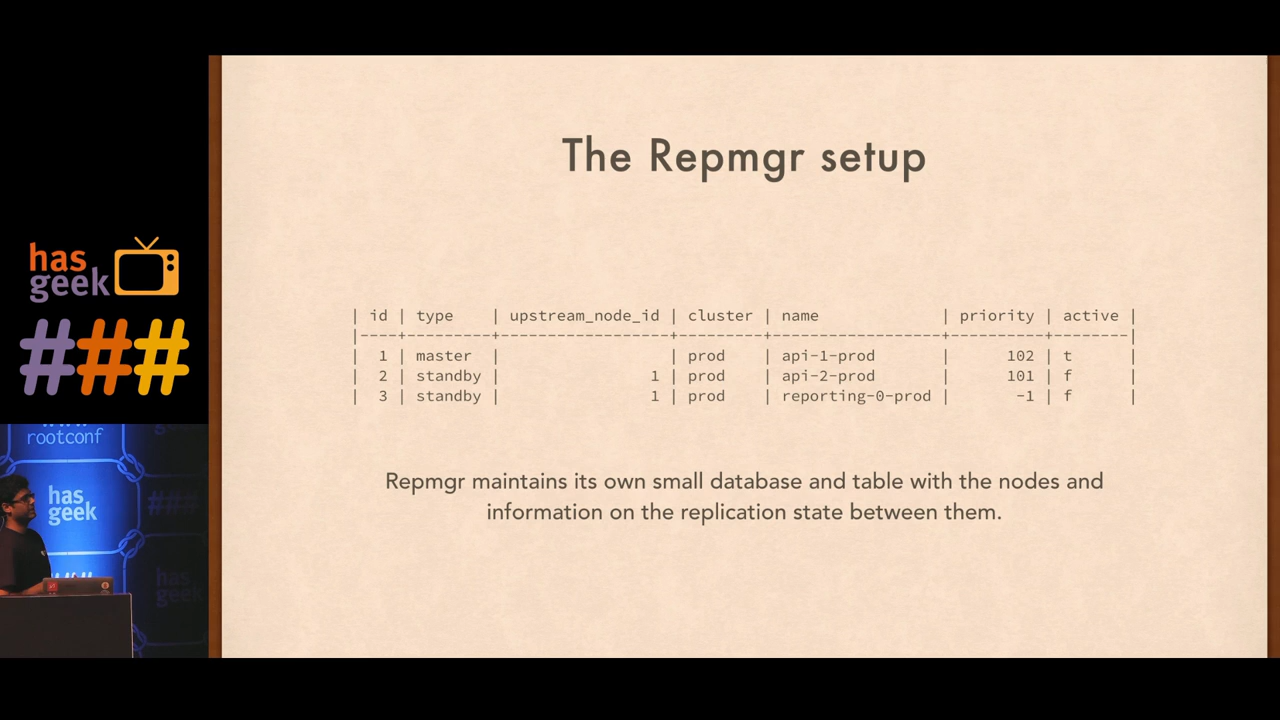 The Repmgr setup
has
geek
###
| id | type | upstream_node_id | cluster | name | priority | active |
|----+---------+------------------+---------+------------------+----------+--------|
| 1 | master | | prod | api-1-prod | 102 | t |
| 2 | standby | 1 | prod | api-2-prod | 101 | f |
| 3 | standby | 1 | prod | reporting-0-prod | -1 | f |
Repmgr maintains its own small database and table with the nodes and
information on the replication state between them.
rootconf
has
geek
###
has
geek